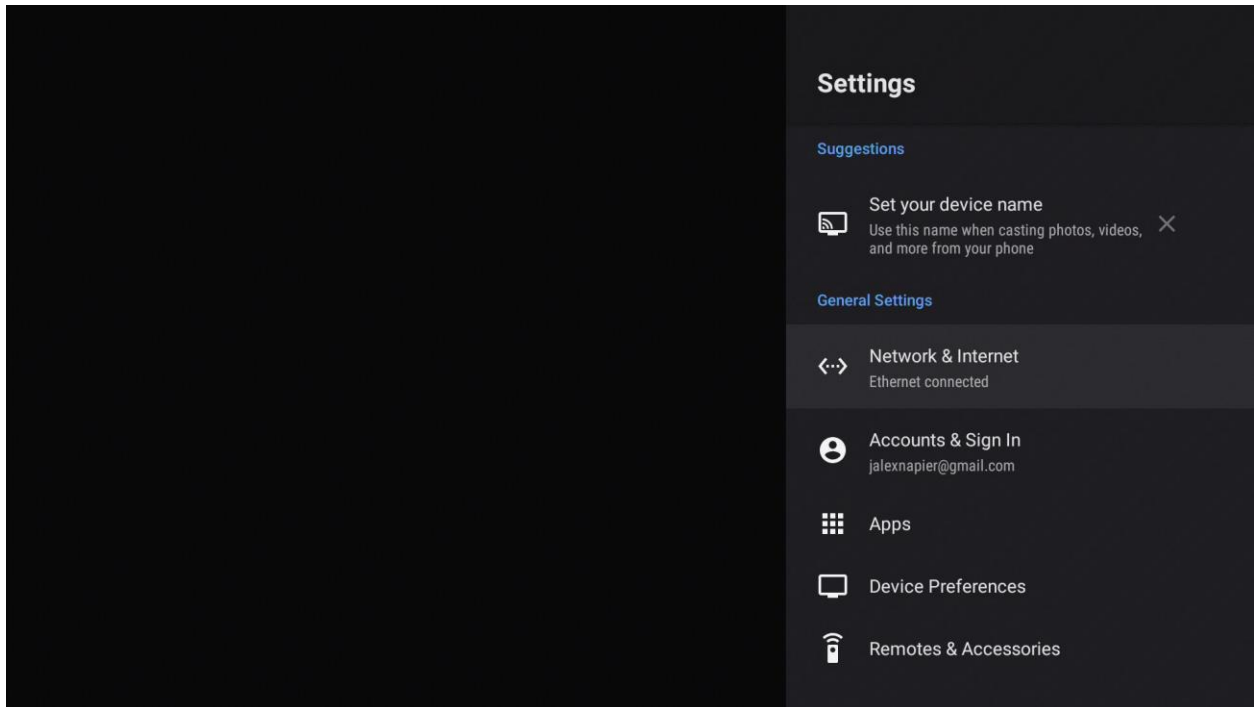 Settings
Suggestions
Set your device name
Use this name when casting photos, videos,
and more from your phone
General Settings
Network & Internet
Ethernet connected
Accounts & Sign In
jalexnapier@gmail.com
Apps
Device Preferences
Remotes & Accessories